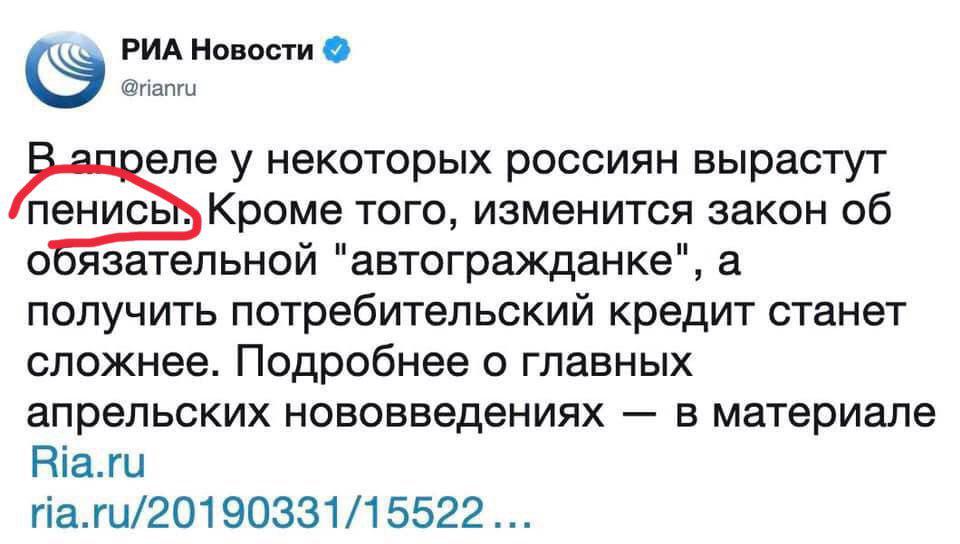 РИА Новости
@rianru
В апреле у некоторых россиян вырастут
пенисы. Кроме того, изменится закон об
обязательной "автогражданке", а
получить потребительский кредит станет
сложнее. Подробнее о главных
апрельских нововведениях — в материале
Ria.ru
ria.ru/20190331/15522...